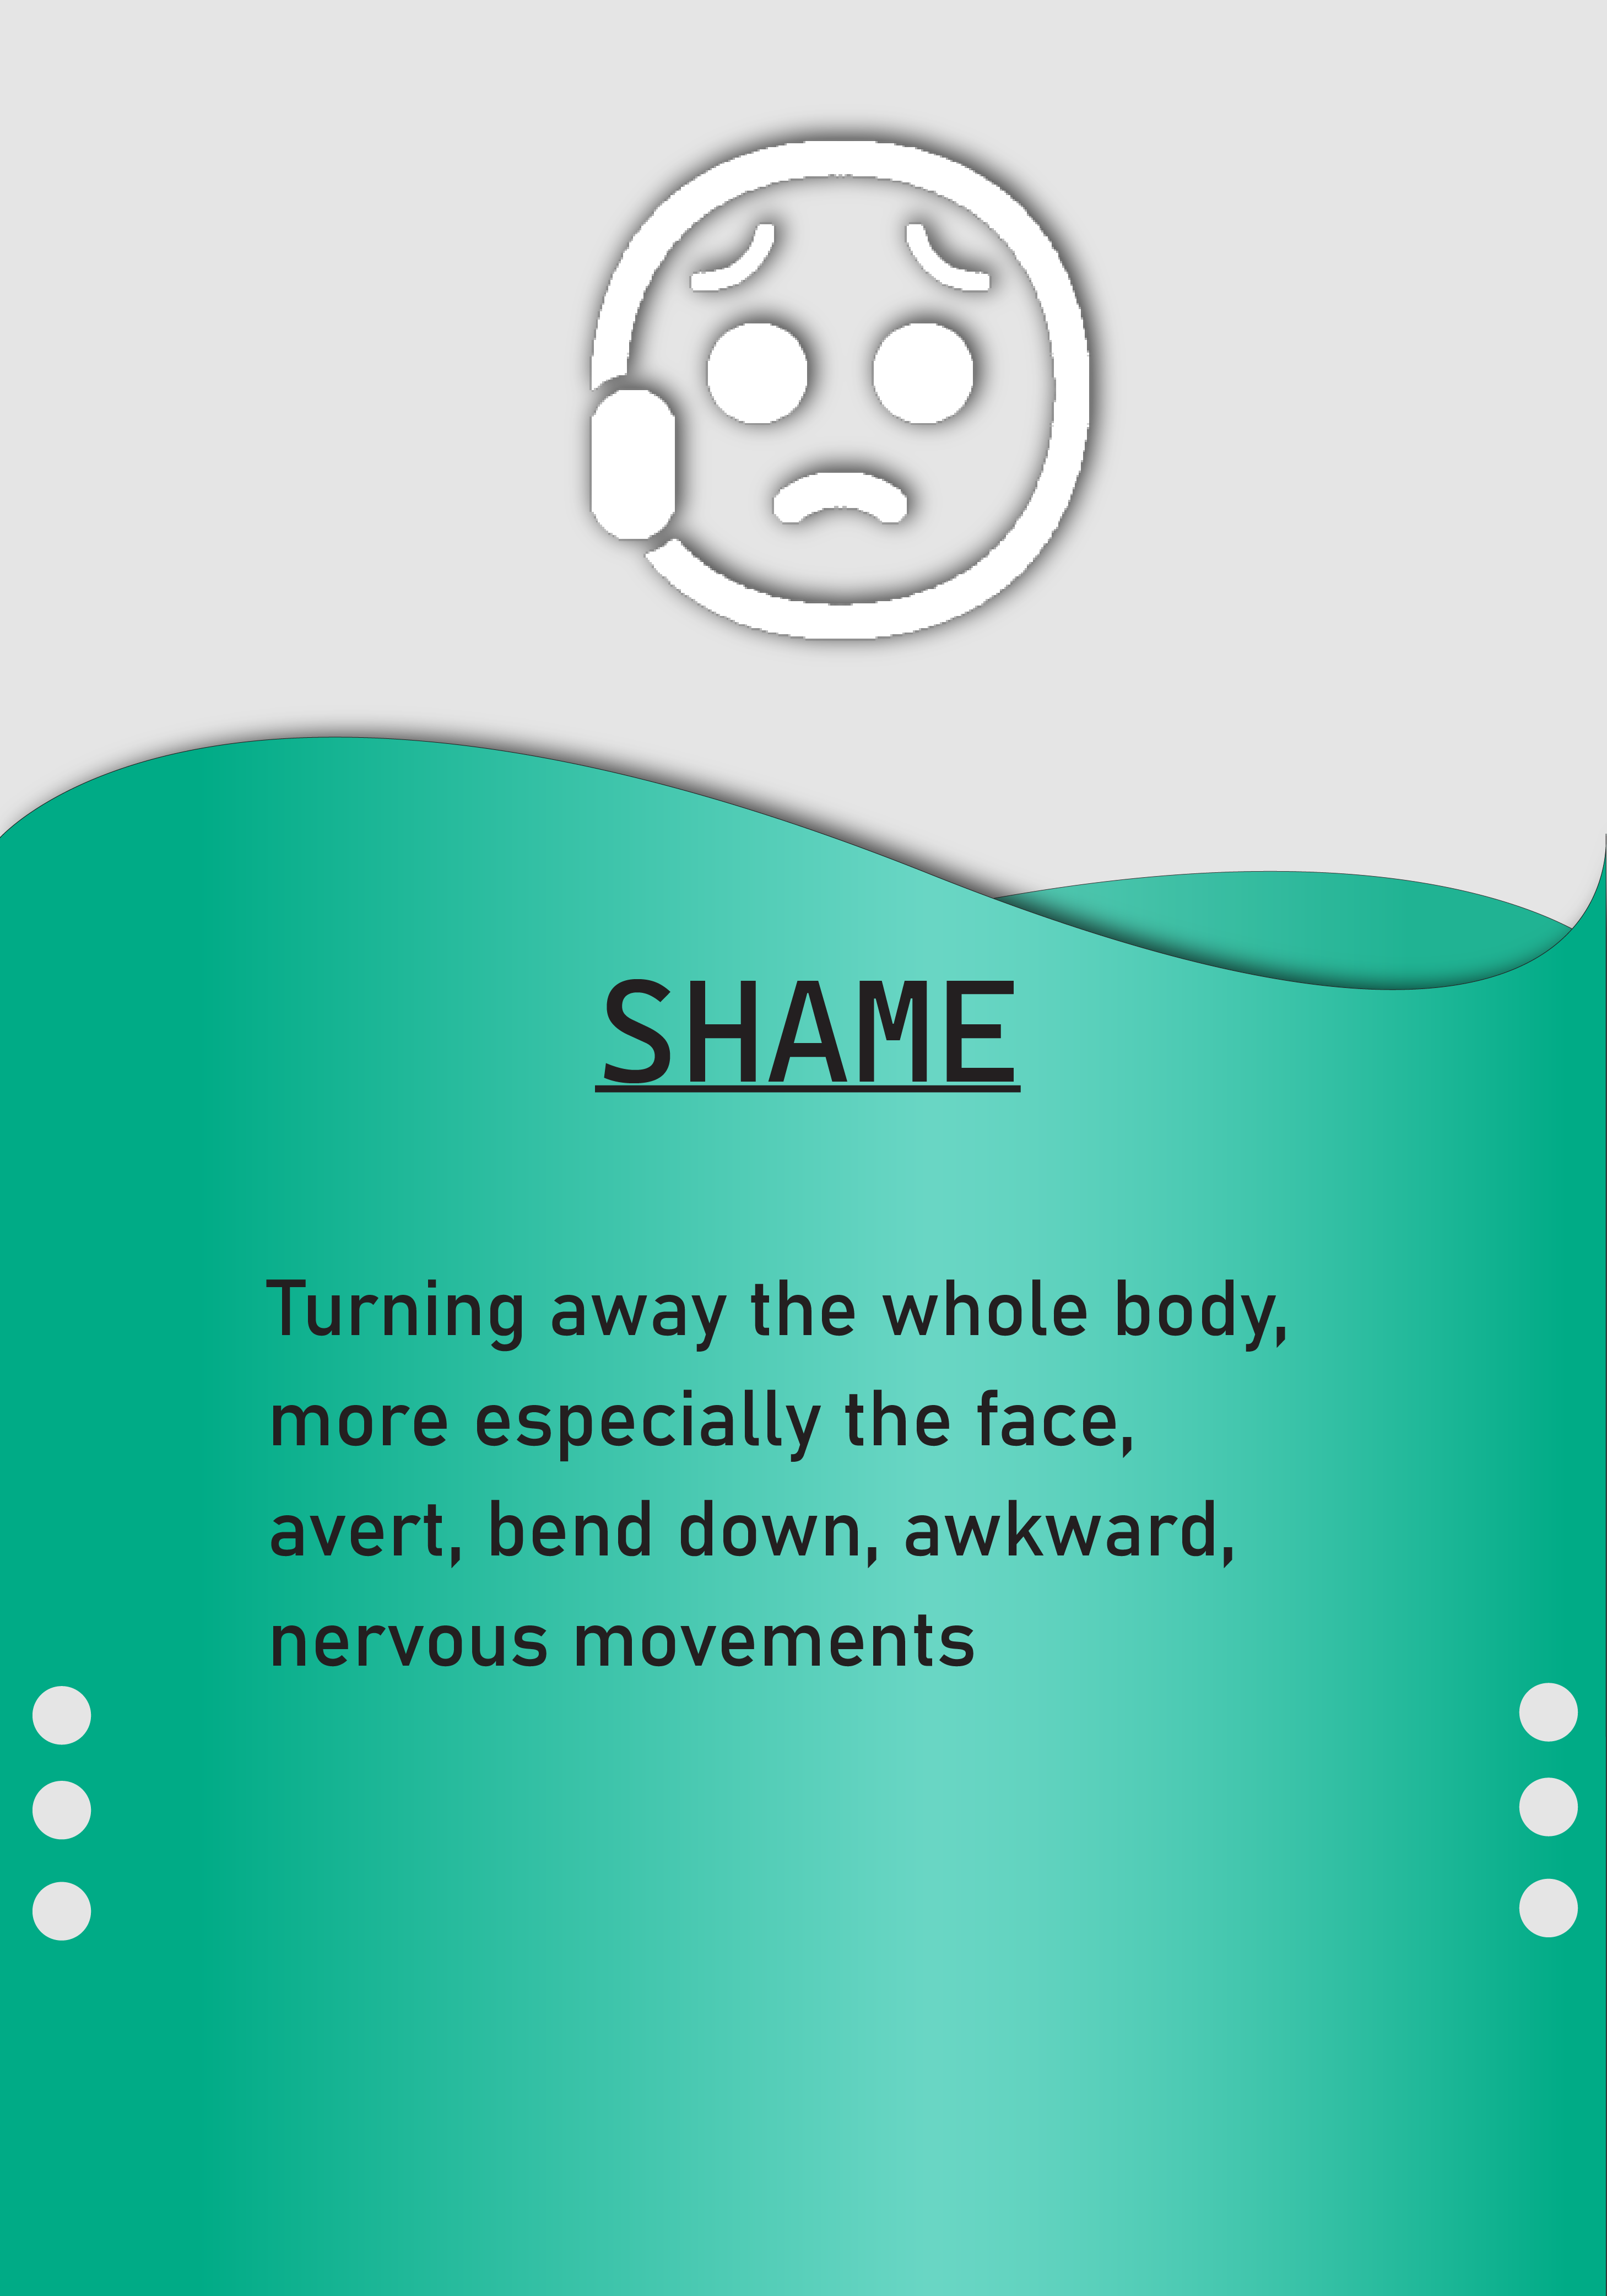 SHAME
Turning away the whole body,
more especially the face,
avert, bend down, awkward,
nervous movements